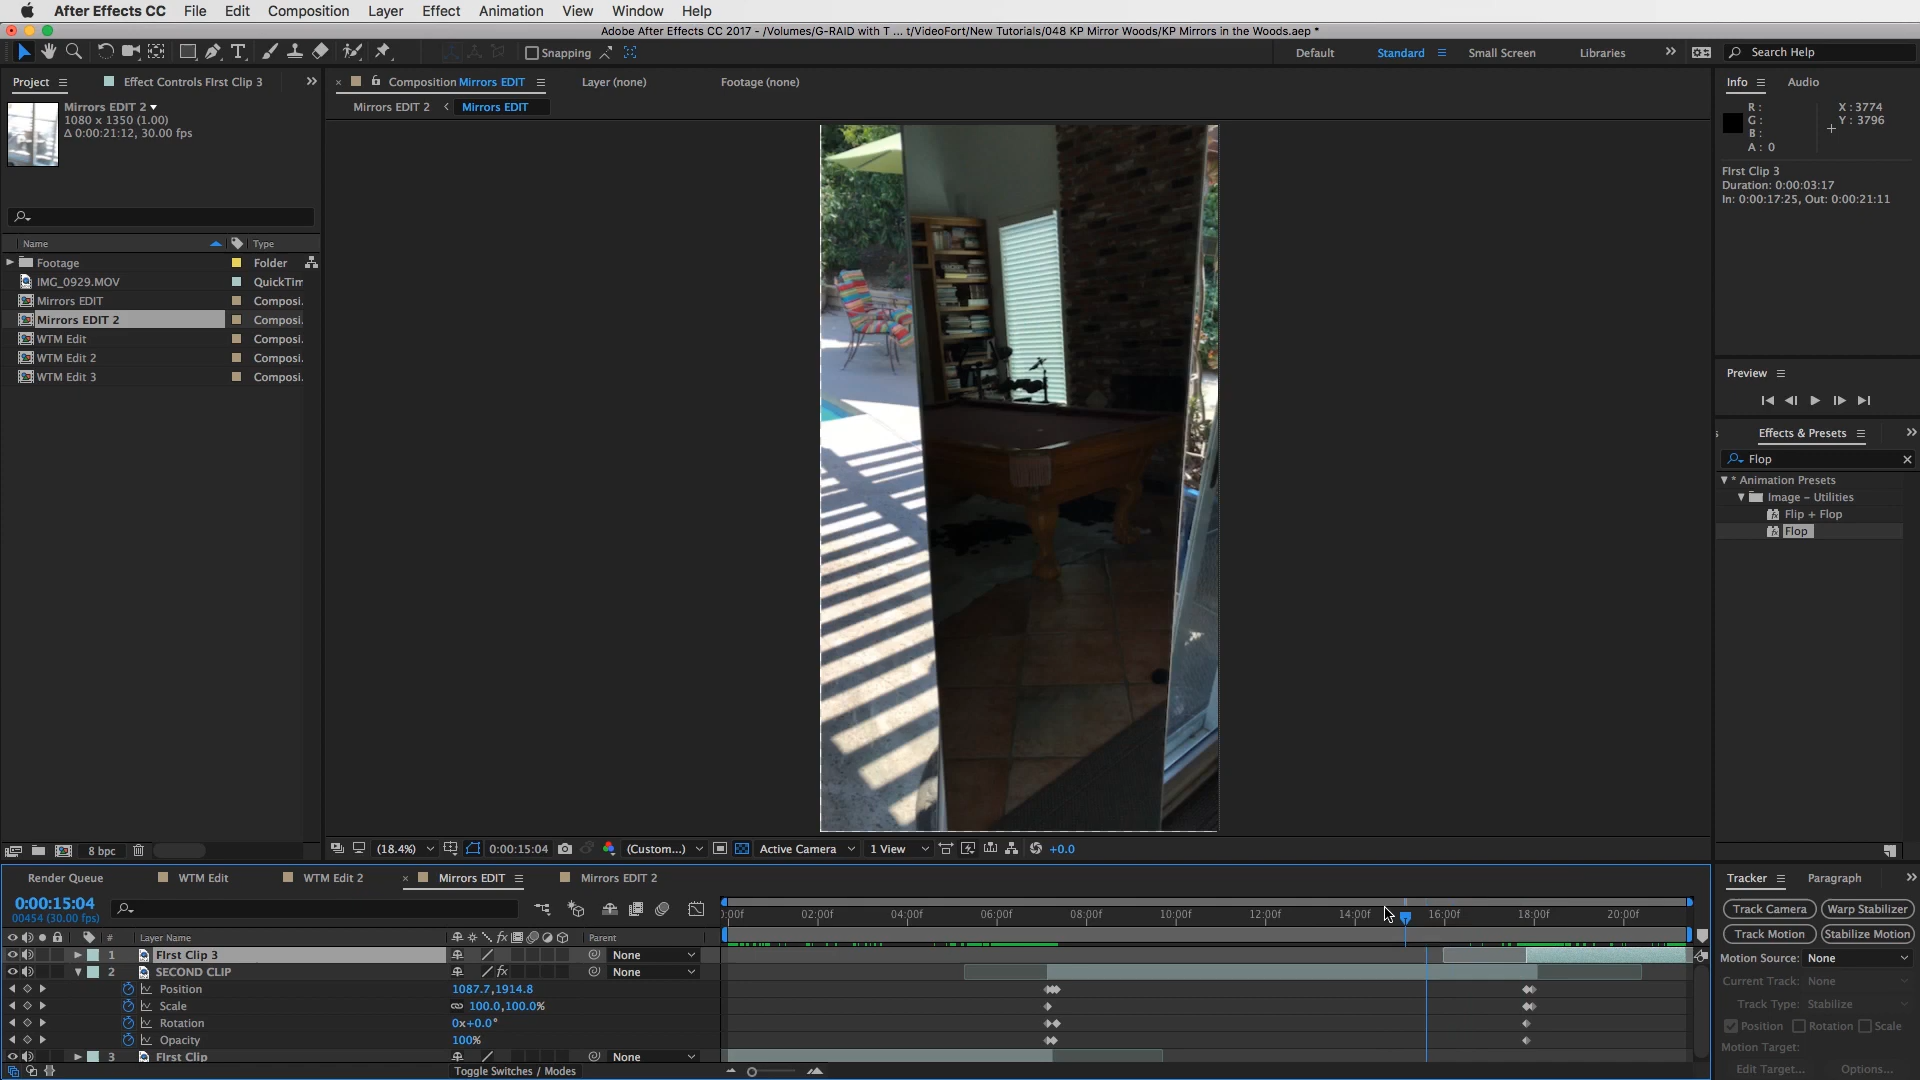 After Effects CC File Edit Composition Layer Effect Animation View Window Help
Adobe After Effects CC 2017 - /Volumes/G-RAID with T ... t/VideoFort/New Tutorials/048 KP Mirror Woods/KP Mirrors in the Woods.aep *
T Snapping Default Standard Small Screen Libraries Search Help
Project Effect Controls FIrst Clip 3
Composition Mirrors EDIT Layer (none) Footage (none)
Info Audio
Mirrors EDIT 2
1080 x 1350 (1.00)
Δ 0:00:21:12, 30.00 fps)
Mirrors EDIT 2 Mirrors EDIT
R :
G :
B :
A : 0
X : 3774
Y : 3796
FIrst Clip 3
Duration: 0:00:03:17
In: 0:00:17:25, Out: 0:00:21:11
Name Type
Footage Folder
IMG_0929.MOV QuickTim
Mirrors EDIT Composi.
Mirrors EDIT 2 Composi.
WTM Edit Composi.
WTM Edit 2 Composi.
WTM Edit 3 Composi.
Preview
Effects & Presets
Flop
* Animation Presets
Image – Utilities
Flip + Flop
Flop
8 bpc
(18.4%) 0:00:15:04 (Custom...) Active Camera 1 View +0.0
Render Queue WTM Edit WTM Edit 2 Mirrors EDIT Mirrors EDIT 2
0:00:15:04
00454 (30.00 fps)
:00f 02:00f 04:00f 06:00f 08:00f 10:00f 12:00f 14:00f 16:00f 18:00f 20:00f
# Layer Name fx Parent
1 FIrst Clip 3 None
2 SECOND CLIP fx None
Position 1087.7,1914.8
Scale 100.0,100.0%
Rotation 0x+0.0°
Opacity 100%
3 FIrst Clip None
Toggle Switches / Modes
Tracker Paragraph
Track Camera Warp Stabilizer
Track Motion Stabilize Motion
Motion Source: None
Current Track: None
Track Type: Stabilize
Position Rotation Scale
Motion Target:
Edit Target... Options...